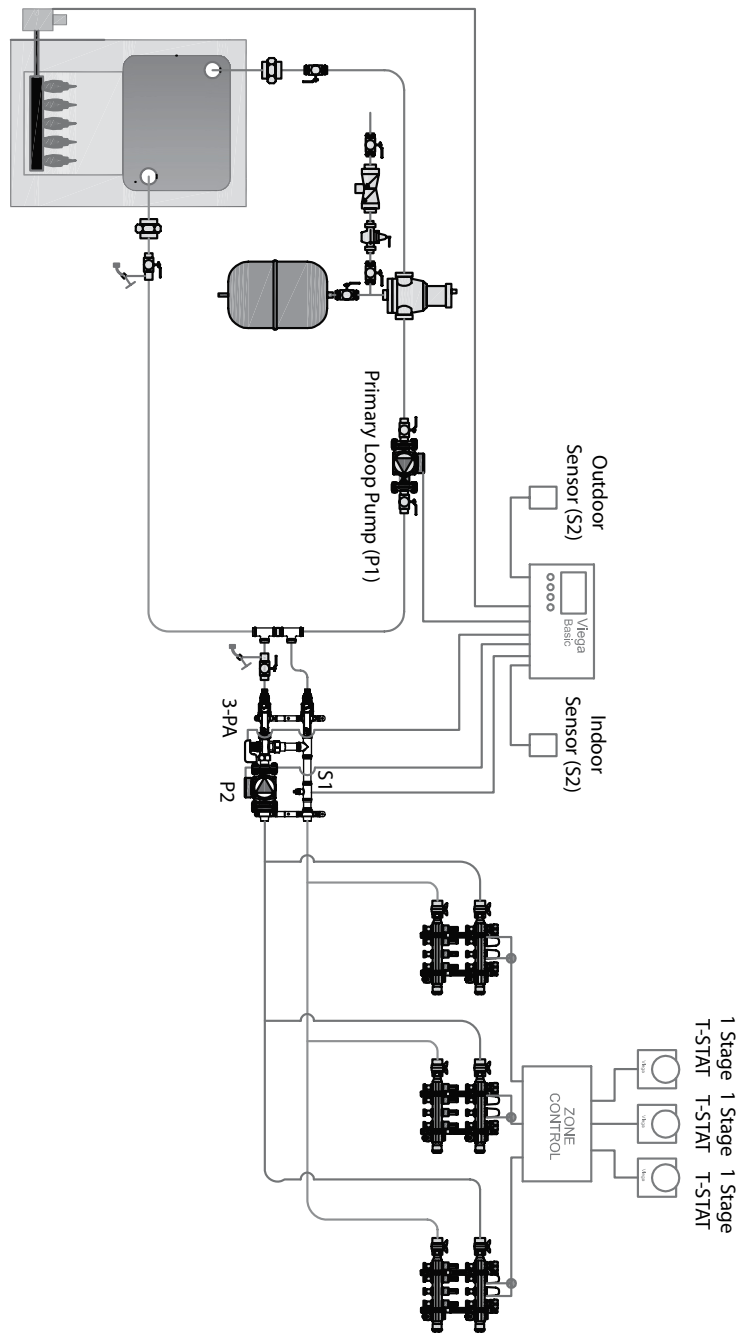 Outdoor
Sensor (S2)
Viega
Basic
Indoor
Sensor (S2)
Primary Loop Pump (P1)
3-PA
P2
S1
1 Stage
T-STAT
1 Stage
T-STAT
1 Stage
T-STAT
ZONE
CONTROL